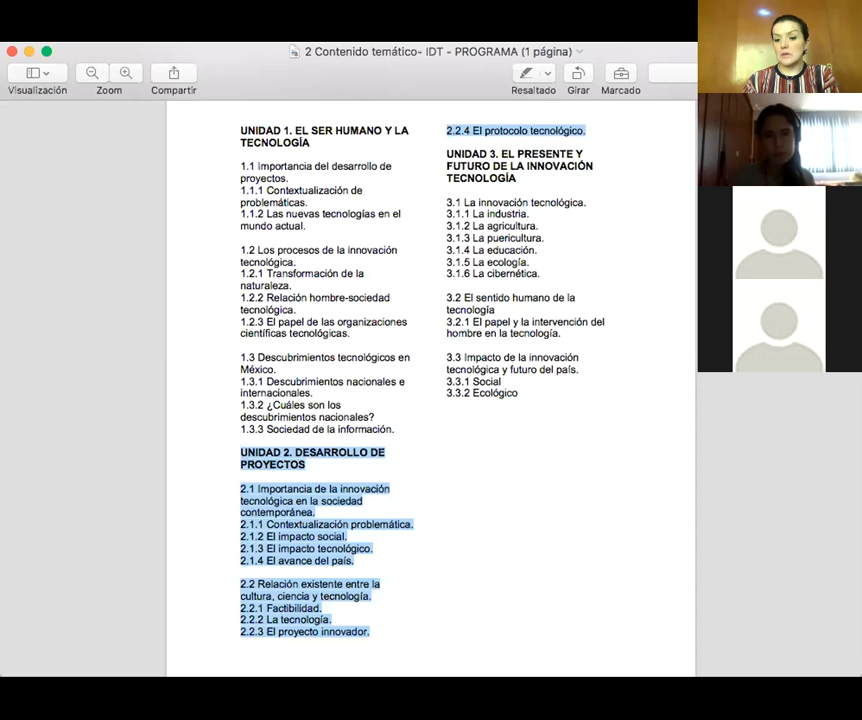 2 Contenido temático- IDT - PROGRAMA (1 página)
Visualización
Zoom
Compartir
Resaltado
Girar
Marcado
UNIDAD 1. EL SER HUMANO Y LA
TECNOLOGÍA
1.1 Importancia del desarrollo de
proyectos.
1.1.1 Contextualización de
problemáticas.
1.1.2 Las nuevas tecnologías en el
mundo actual.
1.2 Los procesos de la innovación
tecnológica.
1.2.1 Transformación de la
naturaleza.
1.2.2 Relación hombre-sociedad
tecnológica.
1.2.3 El papel de las organizaciones
científicas tecnológicas.
1.3 Descubrimientos tecnológicos en
México.
1.3.1 Descubrimientos nacionales e
internacionales.
1.3.2 ¿Cuáles son los
descubrimientos nacionales?
1.3.3 Sociedad de la información.
UNIDAD 2. DESARROLLO DE
PROYECTOS
2.1 Importancia de la innovación
tecnológica en la sociedad
contemporánea.
2.1.1 Contextualización problemática.
2.1.2 El impacto social.
2.1.3 El impacto tecnológico.
2.1.4 El avance del país.
2.2 Relación existente entre la
cultura, ciencia y tecnología.
2.2.1 Factibilidad.
2.2.2 La tecnología.
2.2.3 El proyecto innovador.
2.2.4 El protocolo tecnológico.
UNIDAD 3. EL PRESENTE Y
FUTURO DE LA INNOVACIÓN
TECNOLOGÍA
3.1 La innovación tecnológica.
3.1.1 La industria.
3.1.2 La agricultura.
3.1.3 La puericultura.
3.1.4 La educación.
3.1.5 La ecología.
3.1.6 La cibernética.
3.2 El sentido humano de la
tecnología
3.2.1 El papel y la intervención del
hombre en la tecnología.
3.3 Impacto de la innovación
tecnológica y futuro del país.
3.3.1 Social
3.3.2 Ecológico